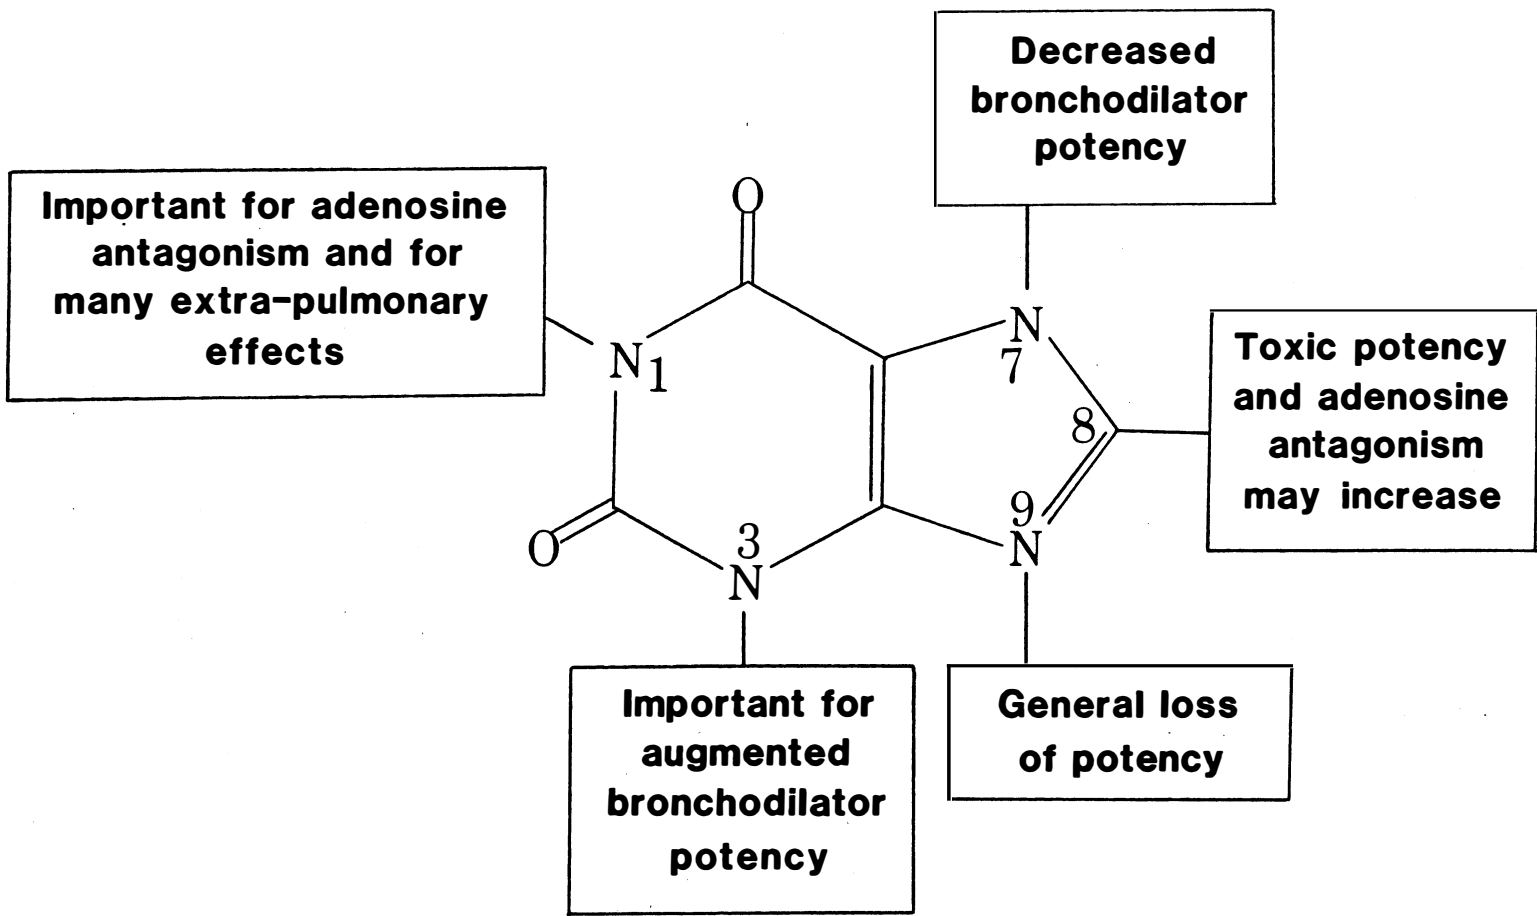 Decreased
bronchodilator
potency
Important for adenosine
antagonism and for
many extra-pulmonary
effects
O
N1
N
7
Toxic potency
and adenosine
antagonism
may increase
8
9
N
O
3
N
Important for
augmented
bronchodilator
potency
General loss
of potency